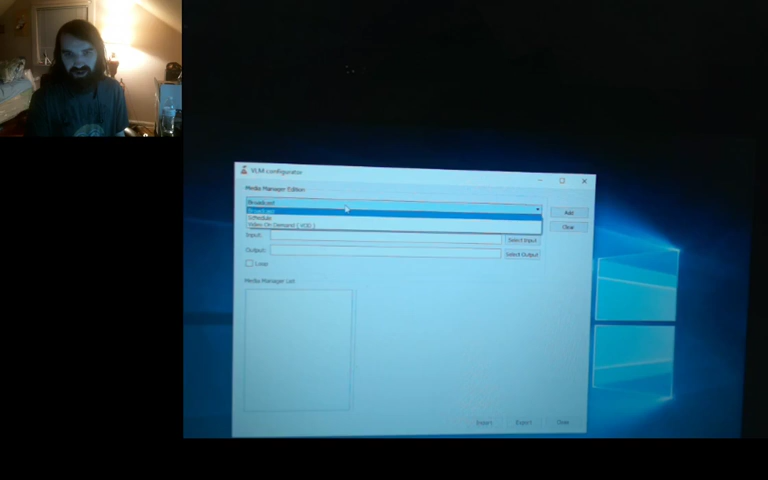 VLM configurator
Media Manager Edition
Broadcast
Broadcast
Schedule
Video On Demand ( VOD )
Add
Clear
Input:
Select Input
Output:
Select Output
Loop
Media Manager List
Import
Export
Close